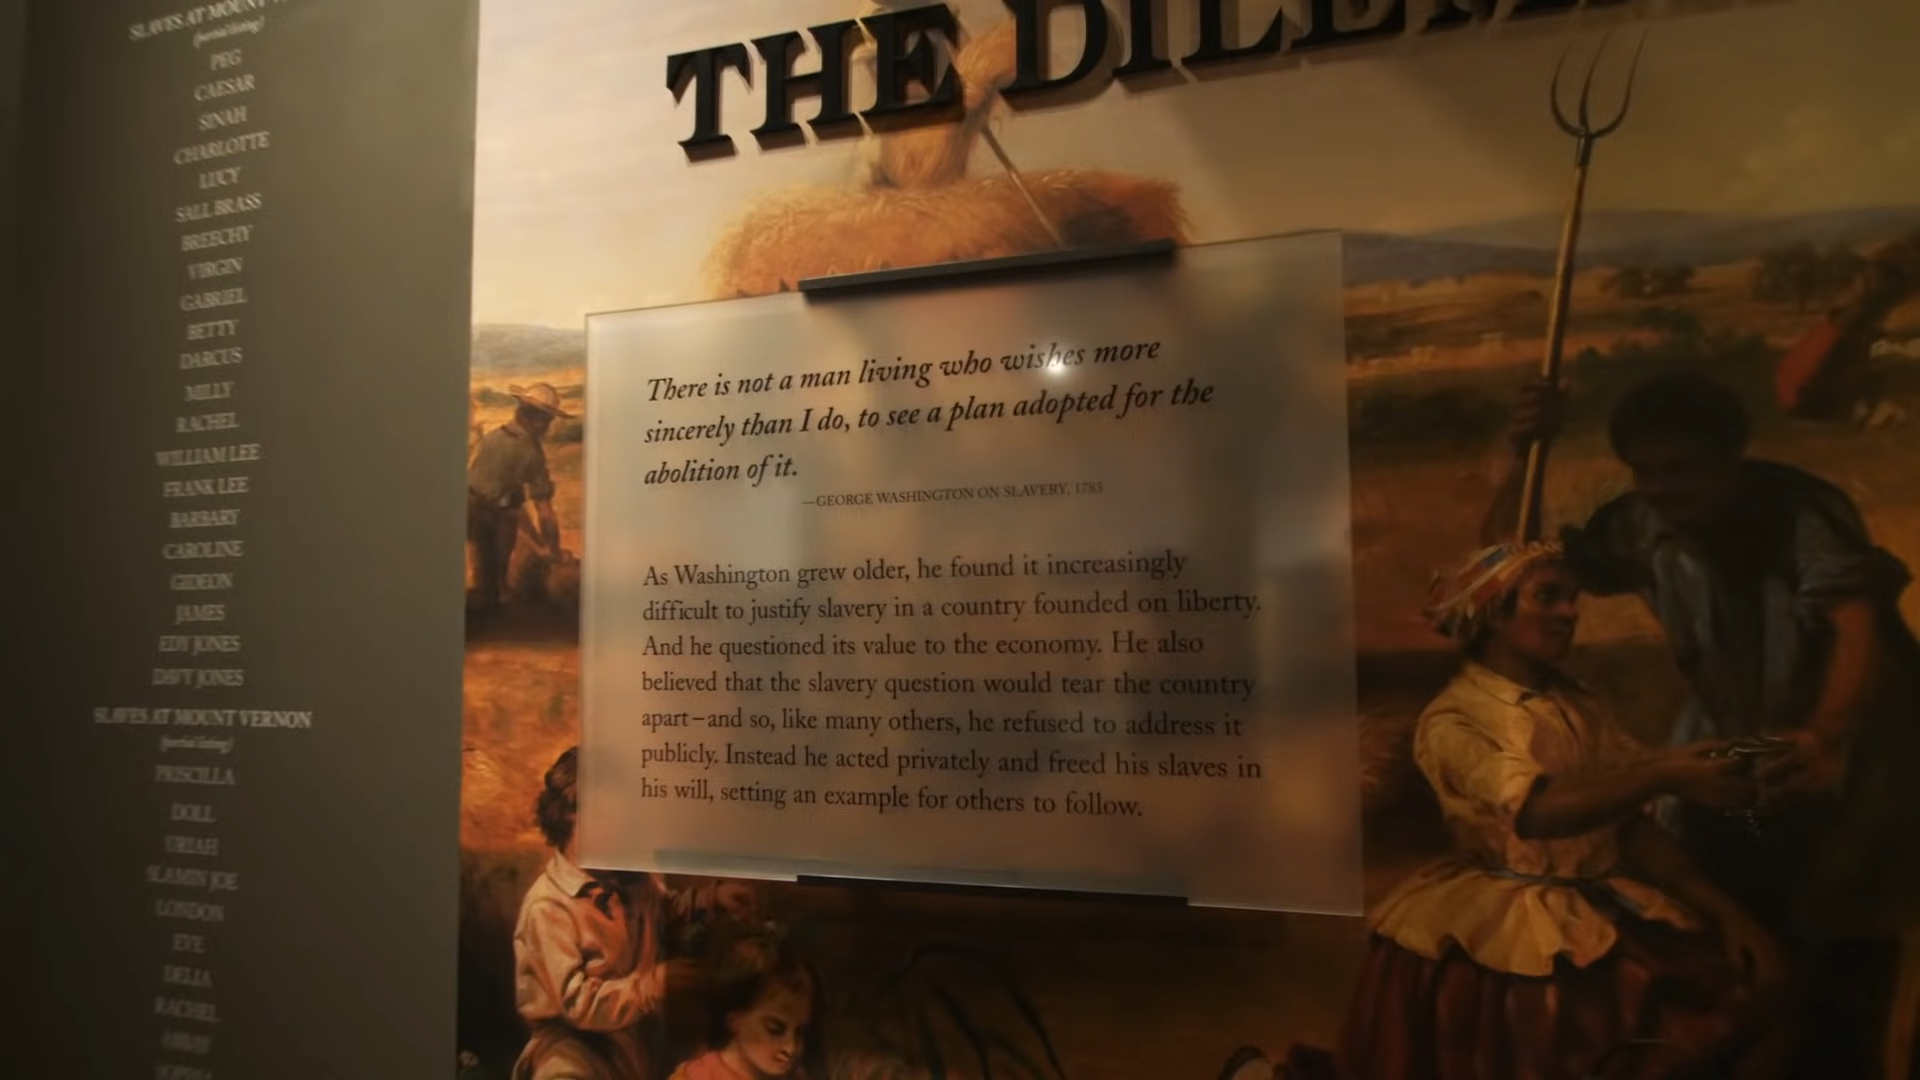 SLAVES AT MOUNT
(partial listing)
PEG
CAESAR
SINAH
CHARLOTTE
LUCY
SALL BRASS
BREECHY
VIRGIN
GABRIEL
BETTY
DARCUS
MILLY
RACHEL
WILLIAM LEE
FRANK LEE
BARBARY
CAROLINE
GIDEON
JAMES
EDY JONES
DAVY JONES
SLAVES AT MOUNT VERNON
(partial listing)
PRISCILLA
DOLL
URIAH
SLAMIN JOE
LONDON
EVE
DELIA
RACHEL
SOPHIA
THE DILEM
There is not a man living who wishes more
sincerely than I do, to see a plan adopted for the
abolition of it.
—GEORGE WASHINGTON ON SLAVERY, 1785
As Washington grew older, he found it increasingly
difficult to justify slavery in a country founded on liberty.
And he questioned its value to the economy. He also
believed that the slavery question would tear the country
apart–and so, like many others, he refused to address it
publicly. Instead he acted privately and freed his slaves in
his will, setting an example for others to follow.